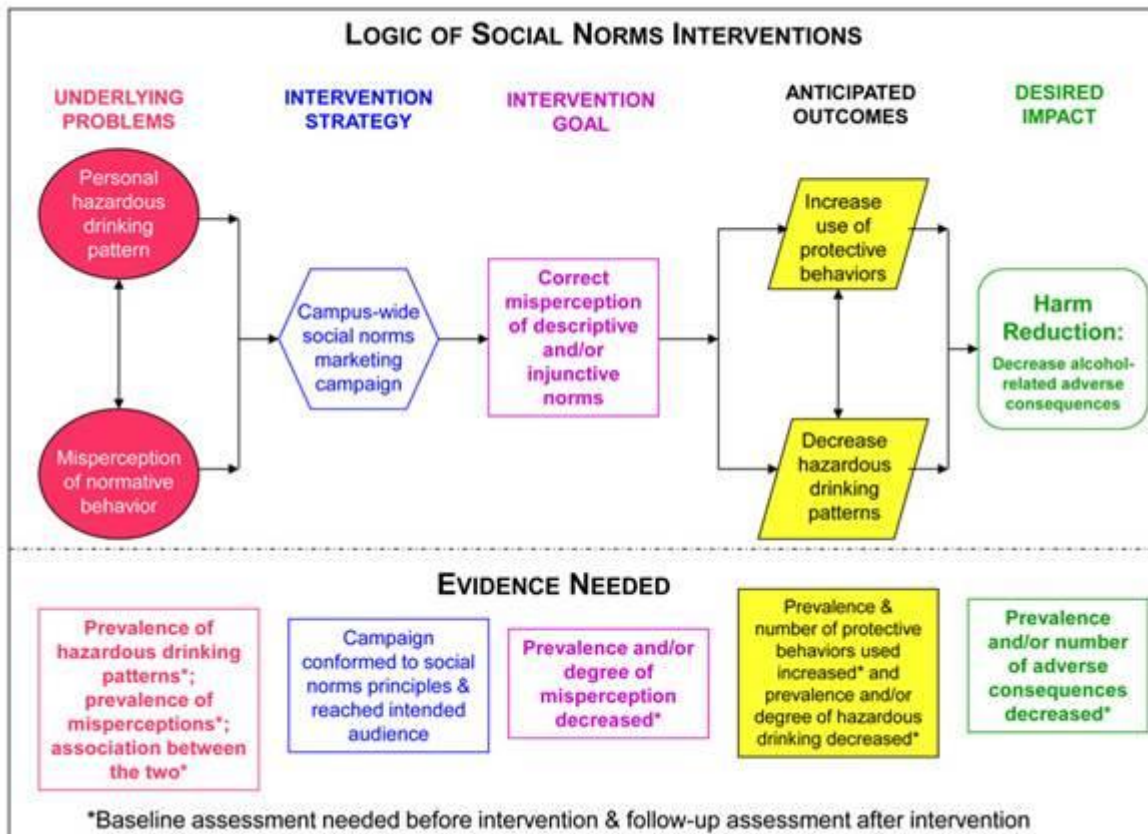 LOGIC OF SOCIAL NORMS INTERVENTIONS
UNDERLYING
PROBLEMS
INTERVENTION
STRATEGY
INTERVENTION
GOAL
ANTICIPATED
OUTCOMES
DESIRED
IMPACT
Personal
hazardous
drinking
pattern
Misperception
of normative
behavior
Campus-wide
social norms
marketing
campaign
Correct
misperception
of descriptive
and/or
injunctive
norms
Increase
use of
protective
behaviors
Decrease
hazardous
drinking
patterns
Harm
Reduction:
Decrease alcohol-
related adverse
consequences
EVIDENCE NEEDED
Prevalence of
hazardous drinking
patterns*;
prevalence of
misperceptions*;
association between
the two*
Campaign
conformed to social
norms principles &
reached intended
audience
Prevalence and/or
degree of
misperception
decreased*
Prevalence &
number of protective
behaviors used
increased* and
prevalence and/or
degree of hazardous
drinking decreased*
Prevalence
and/or number
of adverse
consequences
decreased*
*Baseline assessment needed before intervention & follow-up assessment after intervention